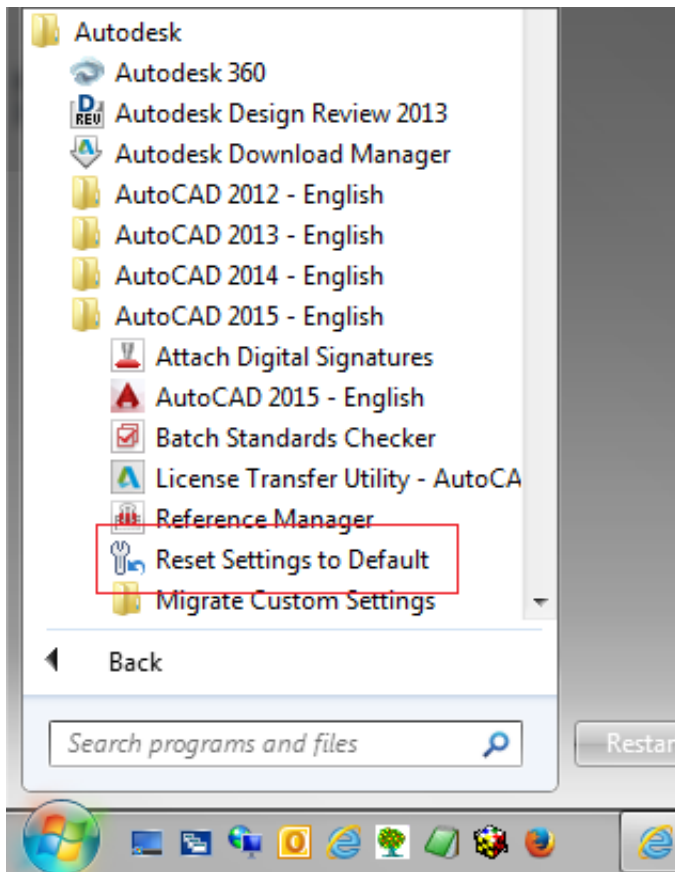 Autodesk
Autodesk 360
D
REV
Autodesk Design Review 2013
Autodesk Download Manager
AutoCAD 2012 - English
AutoCAD 2013 - English
AutoCAD 2014 - English
AutoCAD 2015 - English
Attach Digital Signatures
AutoCAD 2015 - English
Batch Standards Checker
License Transfer Utility - AutoCA
Reference Manager
Reset Settings to Default
Migrate Custom Settings
Back
Search programs and files
Restar